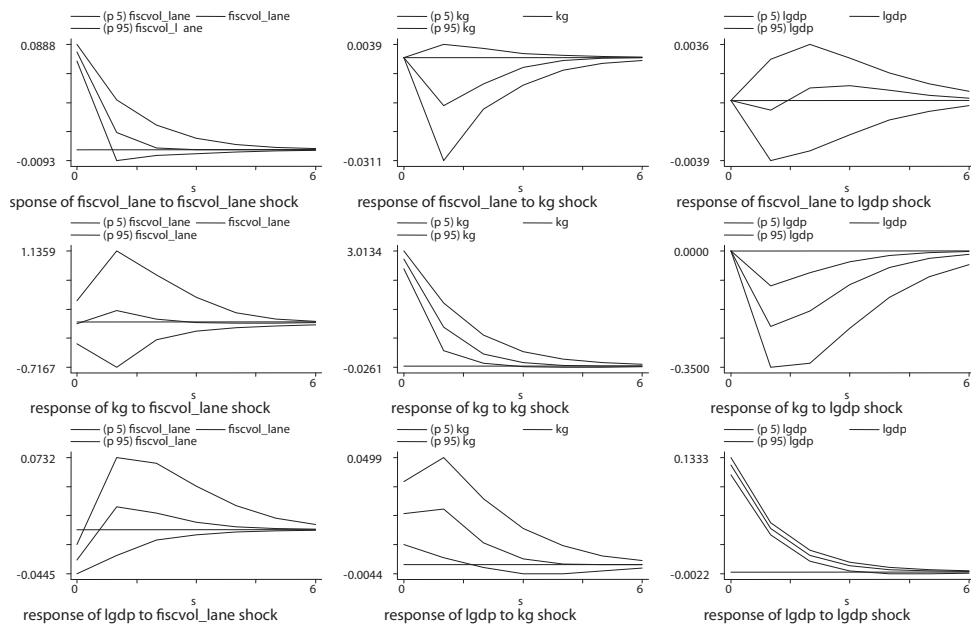 (p 5) fiscvol_lane fiscvol_lane
(p 95) fiscvol_l ane
0.0888
-0.0093
0 6
s
sponse of fiscvol_lane to fiscvol_lane shock
(p 5) kg kg
(p 95) kg
0.0039
-0.0311
0 6
s
response of fiscvol_lane to kg shock
(p 5) lgdp lgdp
(p 95) lgdp
0.0036
-0.0039
0 6
s
response of fiscvol_lane to lgdp shock
(p 5) fiscvol_lane fiscvol_lane
(p 95) fiscvol_lane
1.1359
-0.7167
0 6
s
response of kg to fiscvol_lane shock
(p 5) kg kg
(p 95) kg
3.0134
-0.0261
0 6
s
response of kg to kg shock
(p 5) lgdp lgdp
(p 95) lgdp
0.0000
-0.3500
0 6
s
response of kg to lgdp shock
(p 5) fiscvol_lane fiscvol_lane
(p 95) fiscvol_lane
0.0732
-0.0445
0 6
s
response of lgdp to fiscvol_lane shock
(p 5) kg kg
(p 95) kg
0.0499
-0.0044
0 6
s
response of lgdp to kg shock
(p 5) lgdp lgdp
(p 95) lgdp
0.1333
-0.0022
0 6
s
response of lgdp to lgdp shock